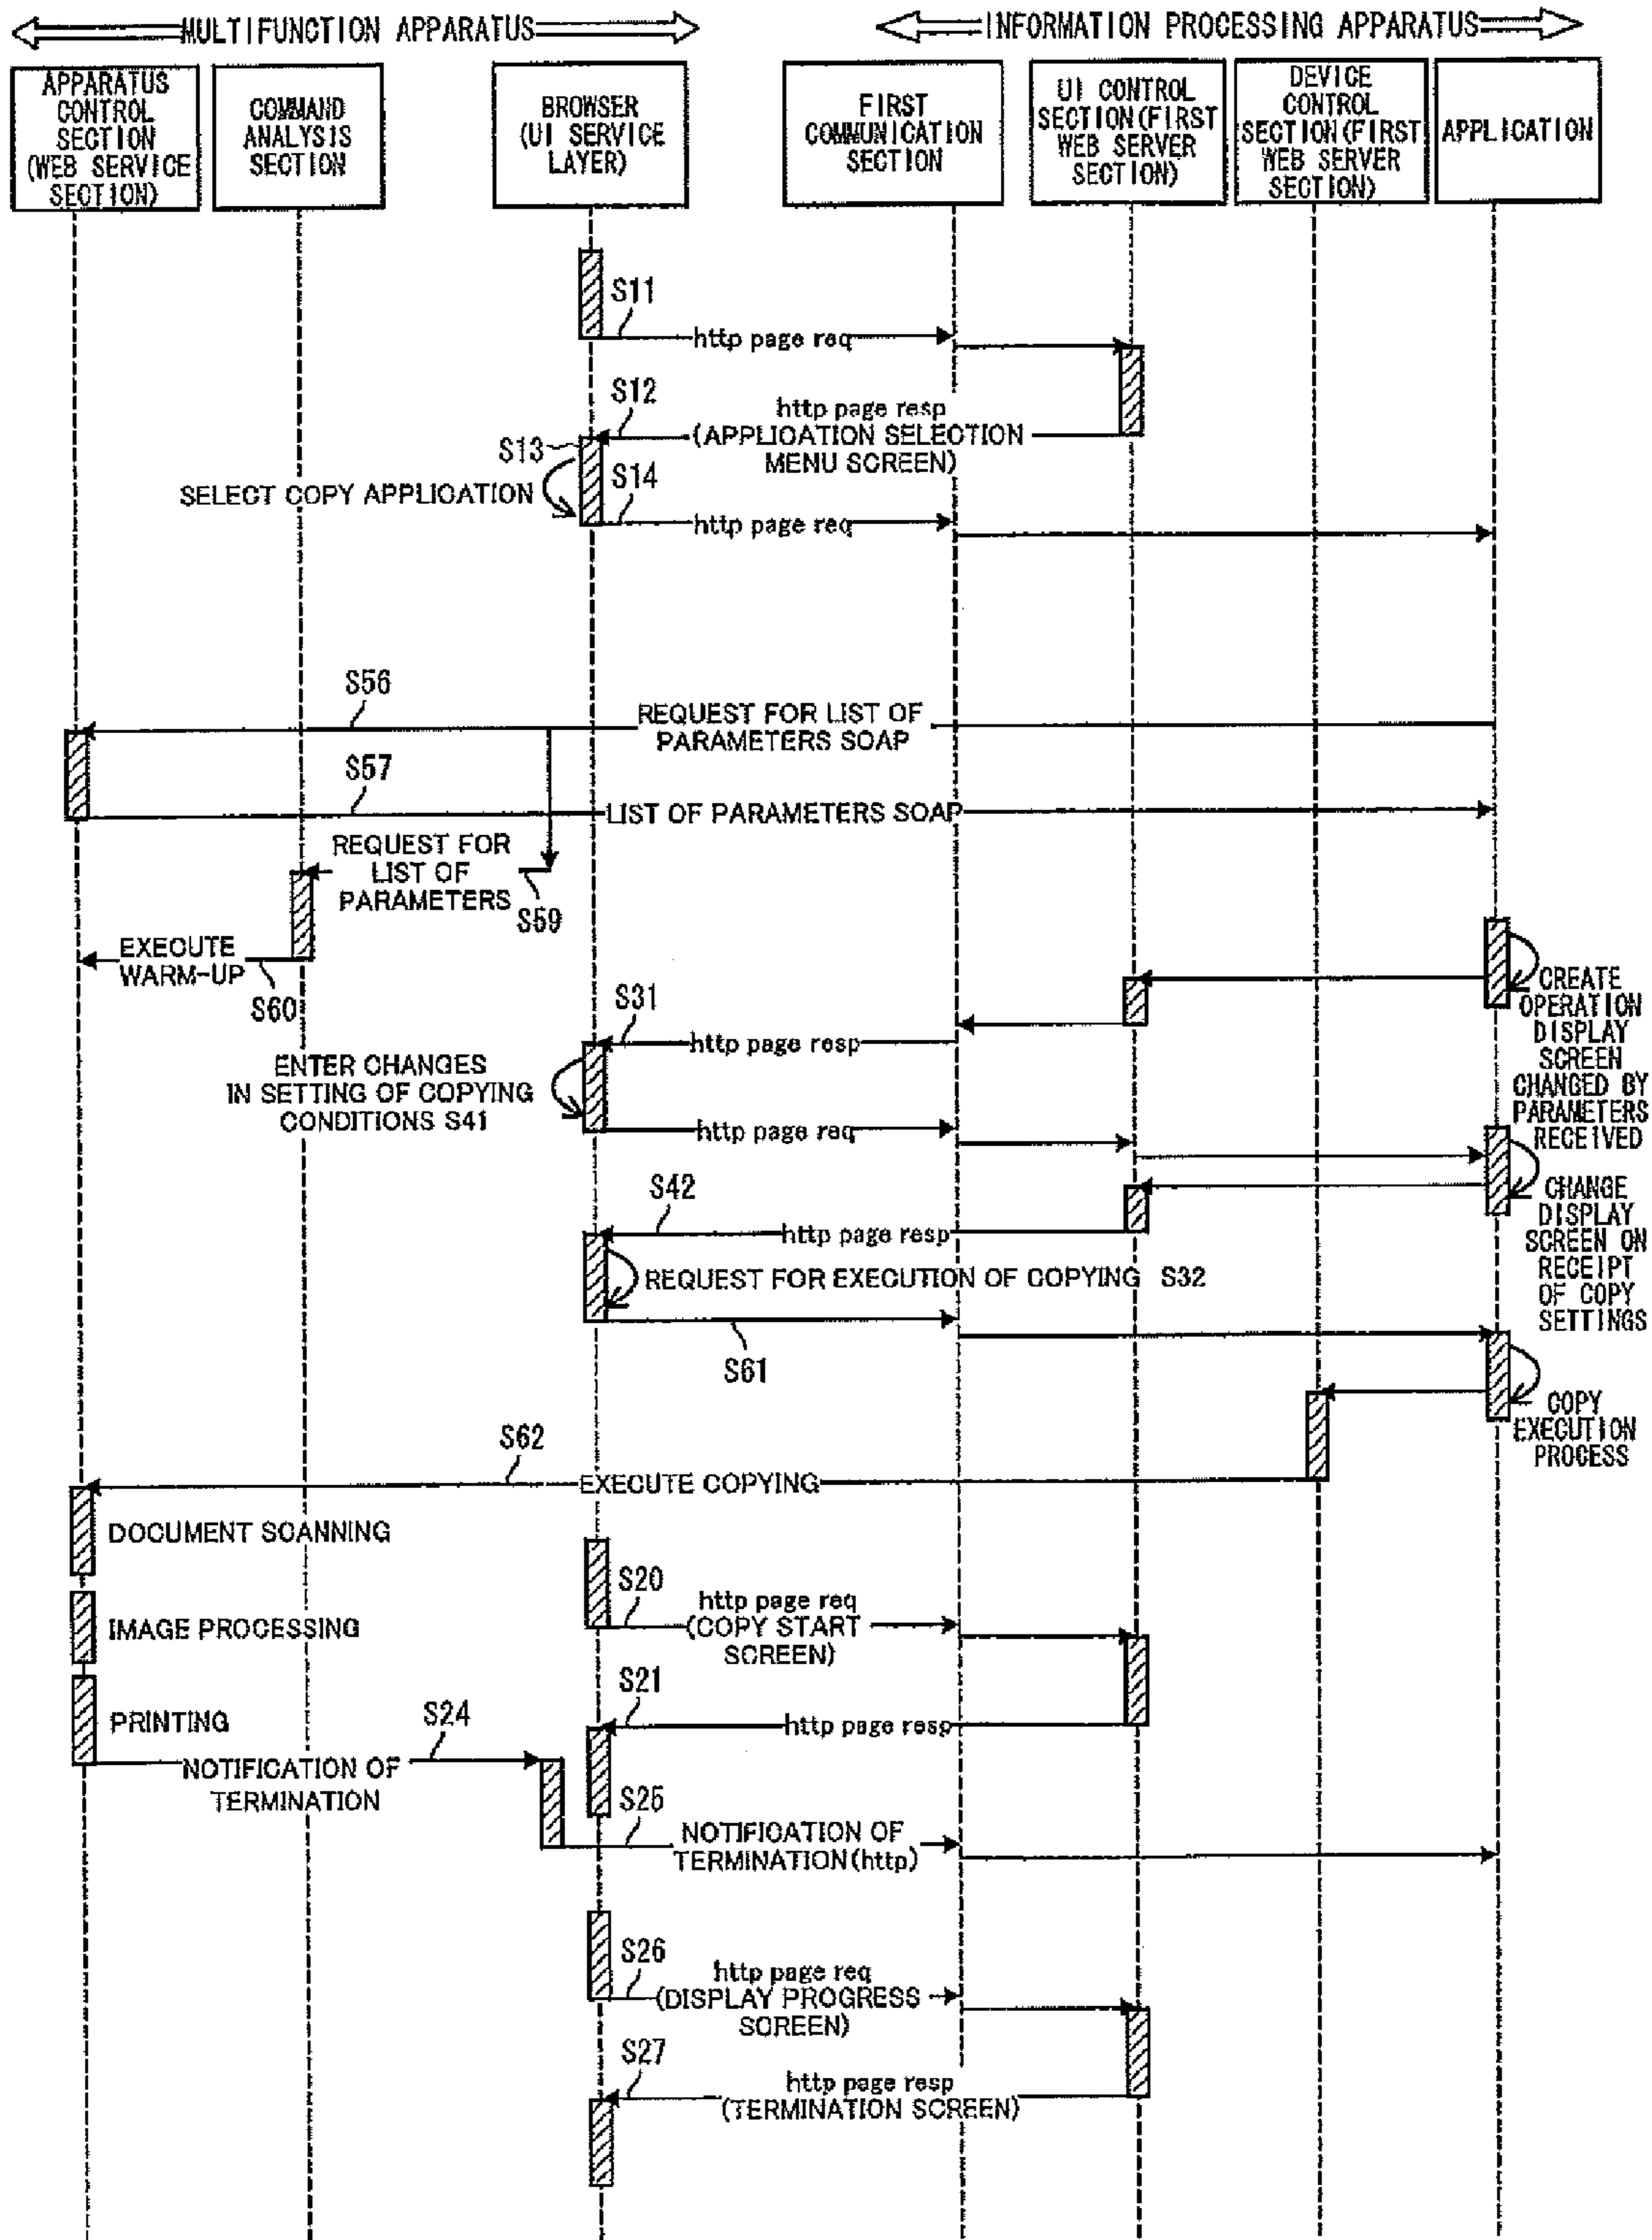 MULTIFUNCTION APPARATUS
INFORMATION PROCESSING APPARATUS
APPARATUS
CONTROL
SECTION
(WEB SERVICE
SECTION)
COMMAND
ANALYSIS
SECTION
BROWSER
(UI SERVICE
LAYER)
FIRST
COMMUNICATION
SECTION
UI CONTROL
SECTION(FIRST
WEB SERVER
SECTION)
DEVICE
CONTROL
SECTION(FIRST
WEB SERVER
SECTION)
APPLICATION
S11
http page req
S12
http page resp
(APPLICATION SELECTION
MENU SCREEN)
S13
SELECT COPY APPLICATION
S14
http page req
S56
REQUEST FOR LIST OF
PARAMETERS SOAP
S57
LIST OF PARAMETERS SOAP
REQUEST FOR
LIST OF
PARAMETERS
S59
EXECUTE
WARM-UP
S60
CREATE
OPERATION
DISPLAY
SCREEN
CHANGED BY
PARAMETERS
RECEIVED
S31
http page resp
ENTER CHANGES
IN SETTING OF COPYING
CONDITIONS S41
http page req
S42
http page resp
CHANGE
DISPLAY
SCREEN ON
RECEIPT
OF COPY
SETTINGS
REQUEST FOR EXECUTION OF COPYING S32
S61
COPY
EXECUTION
PROCESS
S62
EXECUTE COPYING
DOCUMENT SCANNING
S20
http page req
(COPY START
SCREEN)
IMAGE PROCESSING
S21
http page resp
PRINTING
S24
NOTIFICATION OF
TERMINATION
S25
NOTIFICATION OF
TERMINATION(http)
S26
http page req
(DISPLAY PROGRESS
SCREEN)
S27
http page resp
(TERMINATION SCREEN)